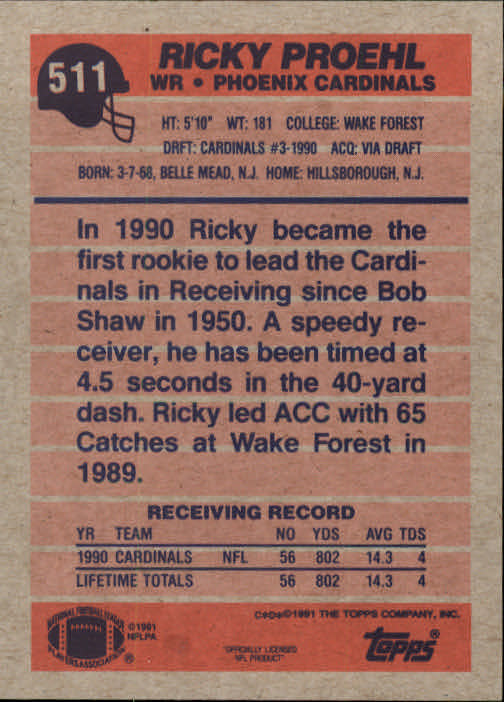 511
RICKY PROEHL
WR • PHOENIX CARDINALS
HT: 5'10" WT: 181 COLLEGE: WAKE FOREST
DRFT: CARDINALS #3-1990 ACQ: VIA DRAFT
BORN: 3-7-68, BELLE MEAD, N.J. HOME: HILLSBOROUGH, N.J.
In 1990 Ricky became the
first rookie to lead the Cardi-
nals in Receiving since Bob
Shaw in 1950. A speedy re-
ceiver, he has been timed at
4.5 seconds in the 40-yard
dash. Ricky led ACC with 65
Catches at Wake Forest in
1989.
RECEIVING RECORD
YR TEAM NO YDS AVG TDS
1990 CARDINALS NFL 56 802 14.3 4
LIFETIME TOTALS 56 802 14.3 4
NATIONAL FOOTBALL LEAGUE
PLAYERS ASSOCIATION ®
©1991
NFLPA
©1991 THE TOPPS COMPANY, INC.
"OFFICIALLY LICENSED
NFL PRODUCT"
topps®